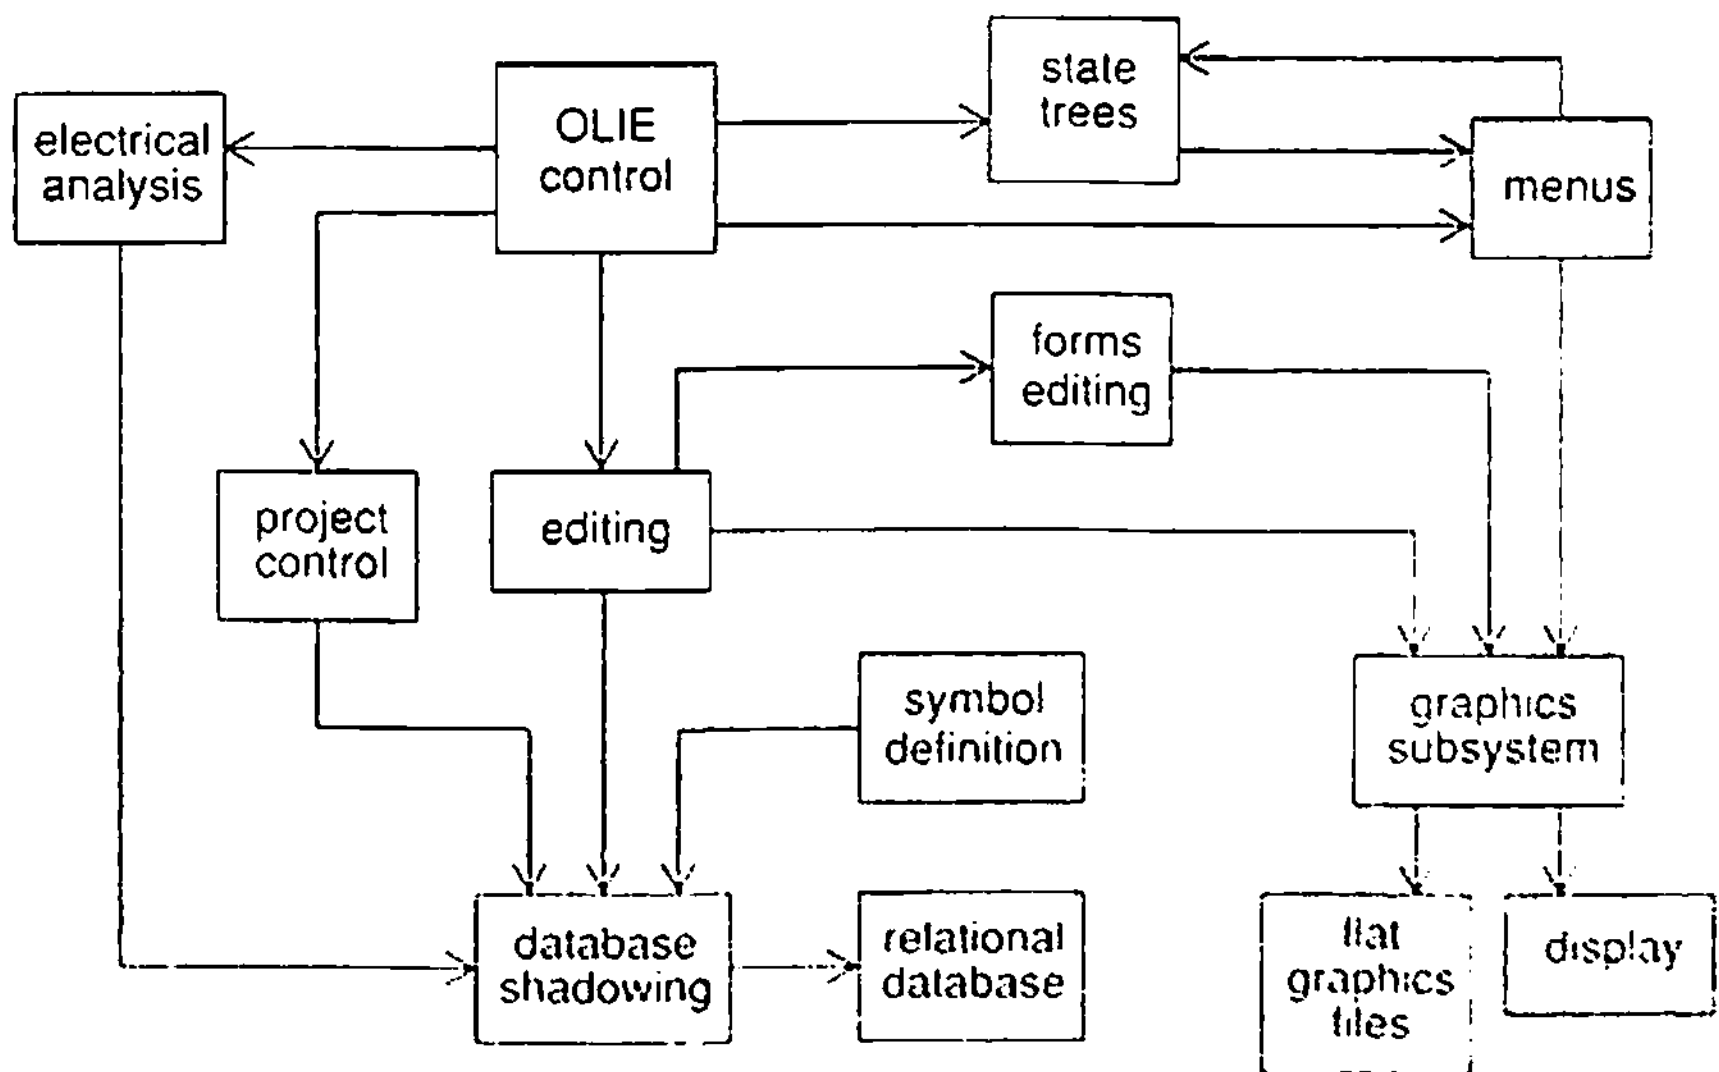 state
trees
OLIE
control
electrical
analysis
menus
forms
editing
project
control
editing
symbol
definition
graphics
subsystem
database
shadowing
relational
database
flat
graphics
files
display